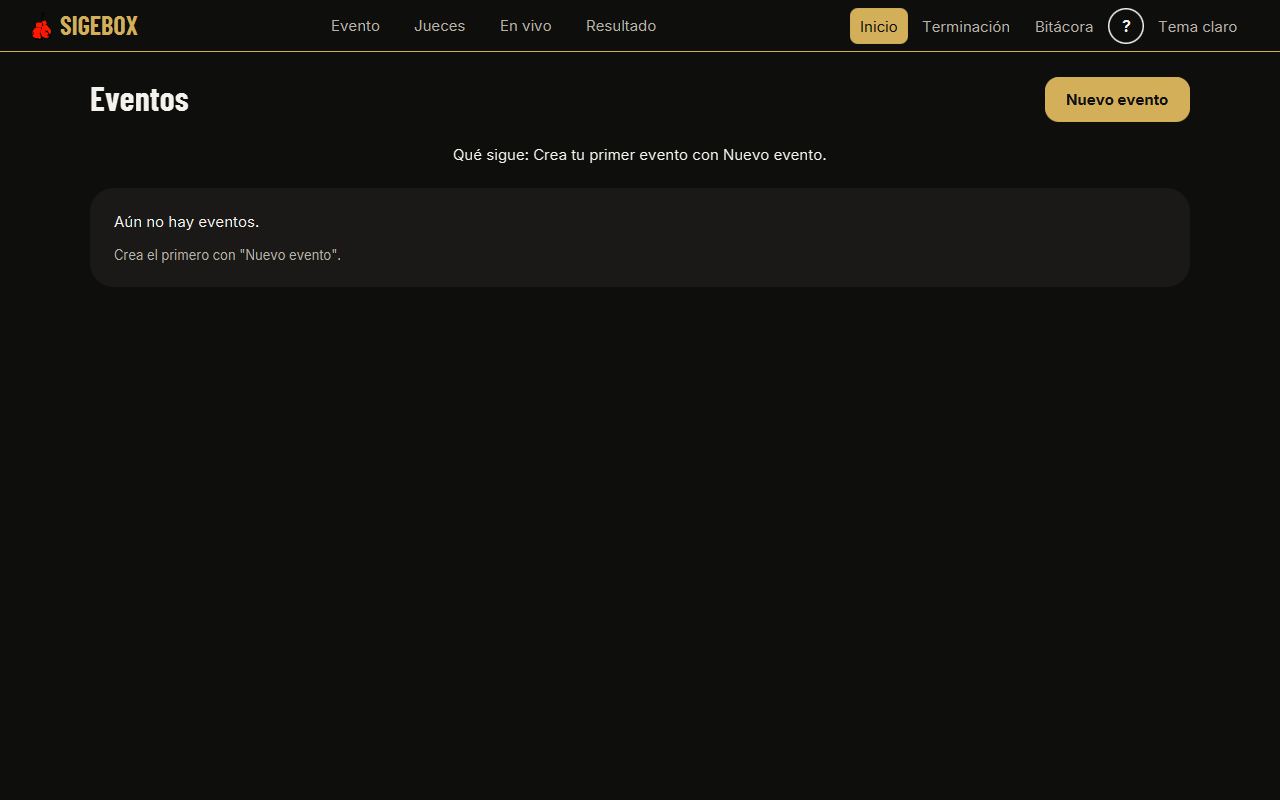 SIGEBOX
Evento Jueces En vivo Resultado
Inicio Terminación Bitácora ? Tema claro
Eventos
Nuevo evento
Qué sigue: Crea tu primer evento con Nuevo evento.
Aún no hay eventos.
Crea el primero con "Nuevo evento".